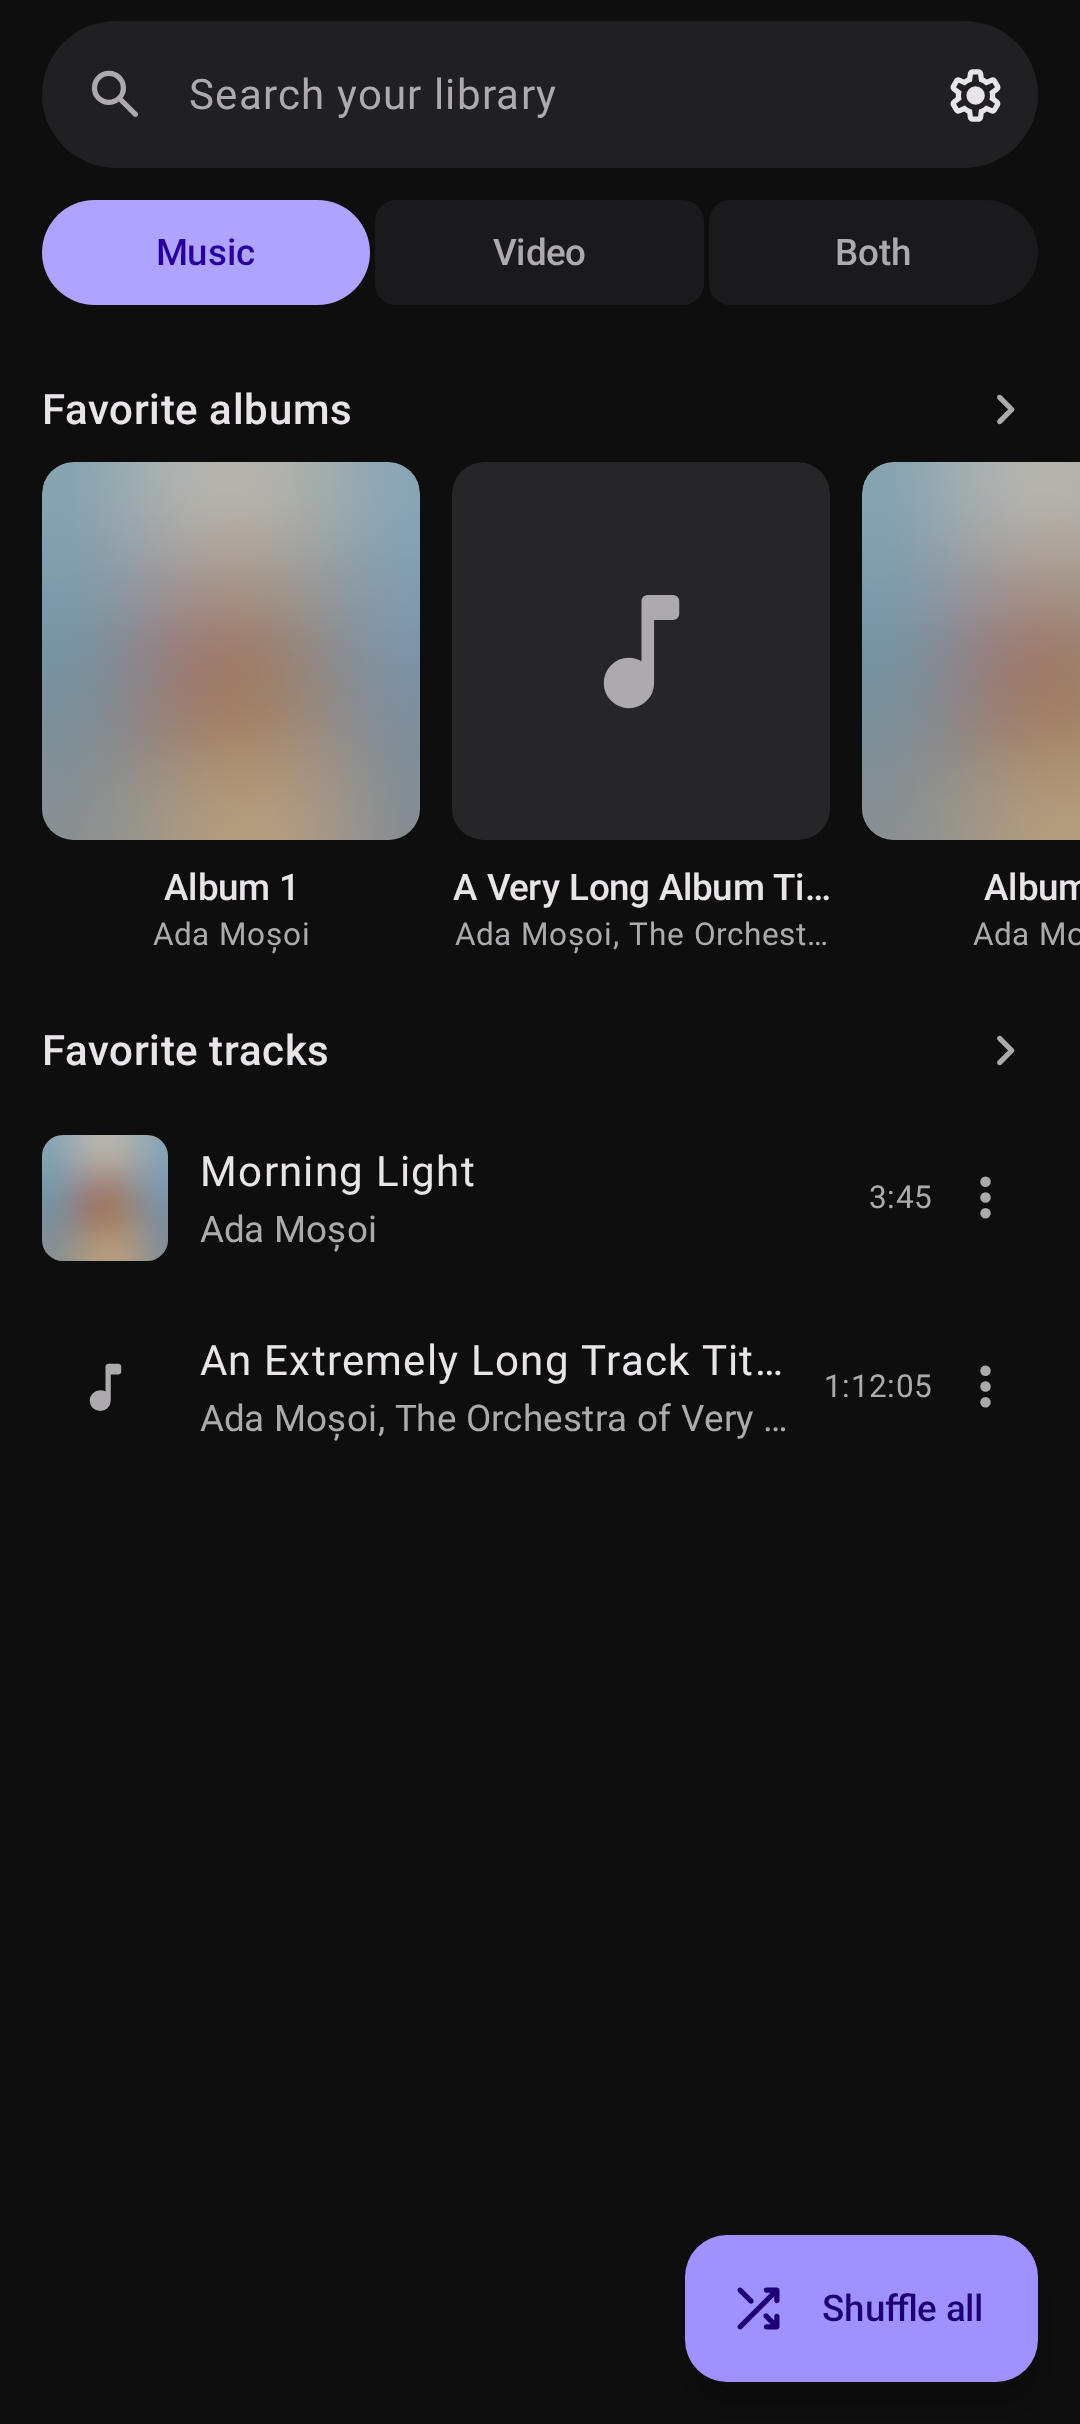 Search your library
Music
Video
Both
Favorite albums
Album 1
Ada Moșoi
A Very Long Album Ti…
Ada Moșoi, The Orchest…
Album
Ada Mo
Favorite tracks
Morning Light
Ada Moșoi
3:45
An Extremely Long Track Tit…
Ada Moșoi, The Orchestra of Very …
1:12:05
Shuffle all